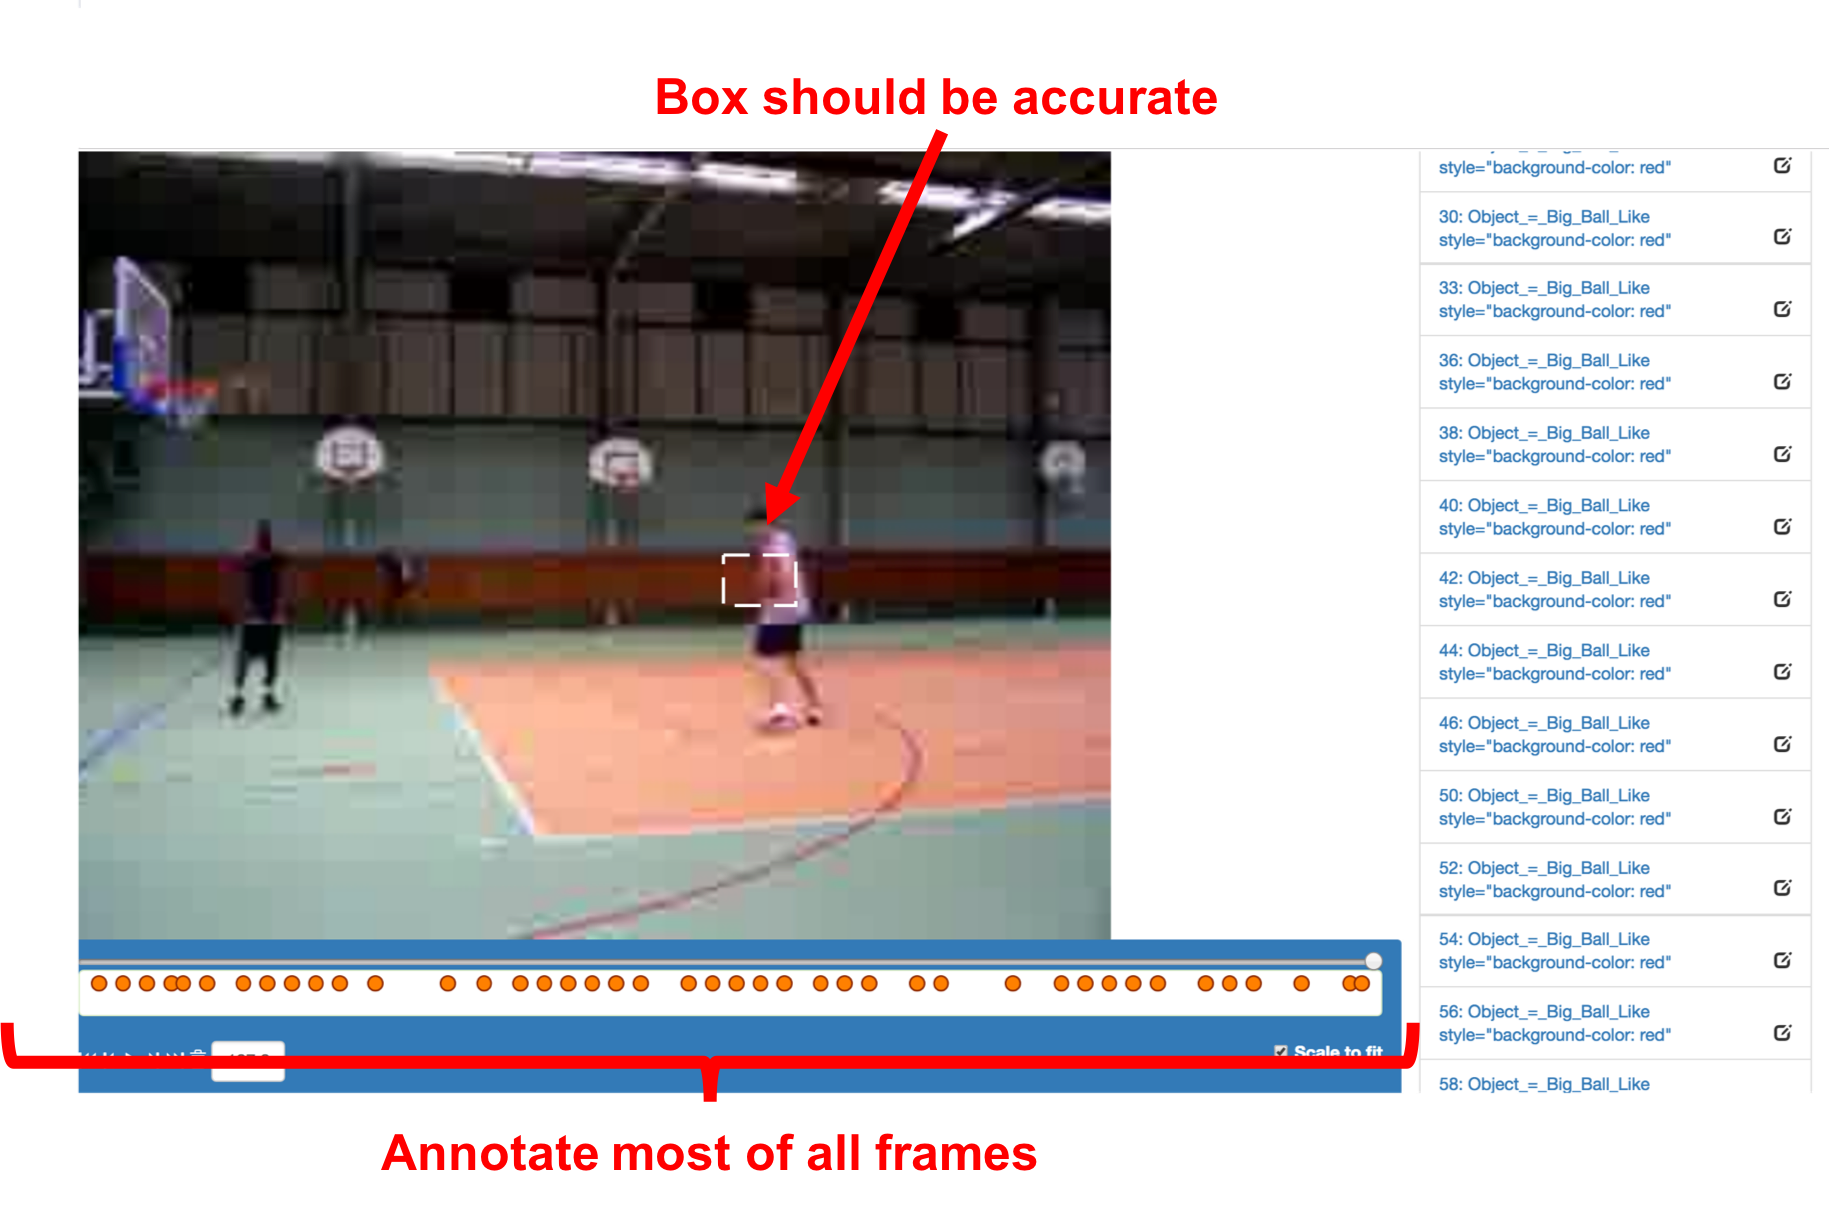 Box should be accurate
style="background-color: red"
30: Object_=_Big_Ball_Like
style="background-color: red"
33: Object_=_Big_Ball_Like
style="background-color: red"
36: Object_=_Big_Ball_Like
style="background-color: red"
38: Object_=_Big_Ball_Like
style="background-color: red"
40: Object_=_Big_Ball_Like
style="background-color: red"
42: Object_=_Big_Ball_Like
style="background-color: red"
44: Object_=_Big_Ball_Like
style="background-color: red"
46: Object_=_Big_Ball_Like
style="background-color: red"
50: Object_=_Big_Ball_Like
style="background-color: red"
52: Object_=_Big_Ball_Like
style="background-color: red"
54: Object_=_Big_Ball_Like
style="background-color: red"
56: Object_=_Big_Ball_Like
style="background-color: red"
58: Object_=_Big_Ball_Like
Scale to fit
Annotate most of all frames